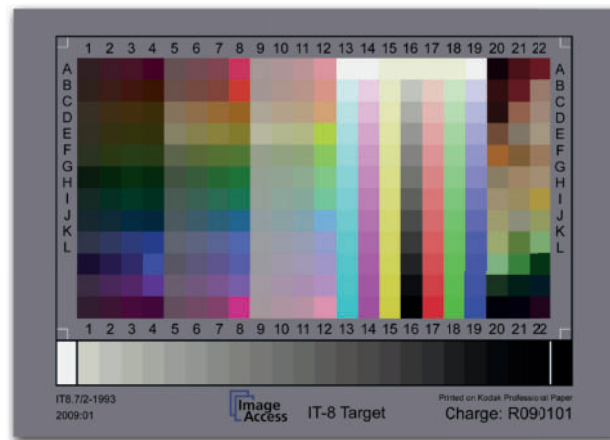 1 2 3 4 5 6 7 8 9 10 11 12 13 14 15 16 17 18 19 20 21 22
A A
B B
C C
D D
E E
F F
G G
H H
I I
J J
K K
L L
1 2 3 4 5 6 7 8 9 10 11 12 13 14 15 16 17 18 19 20 21 22
IT8.7/2-1993
2009:01
Image
Access
IT-8 Target
Printed on Kodak Professional Paper
Charge: R090101